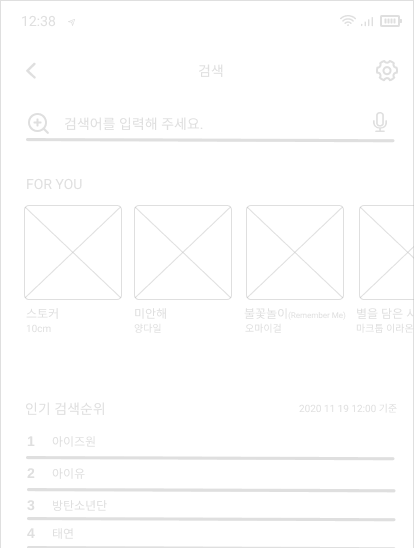 12:38
검색
검색어를 입력해 주세요.
FOR YOU
스토커
10cm
미안해
양다일
불꽃놀이(Remember Me)
오마이걸
별을 담은 시
마크툽 이라온
인기 검색순위
2020 11 19 12:00 기준
1 아이즈원
2 아이유
3 방탄소년단
4 태연